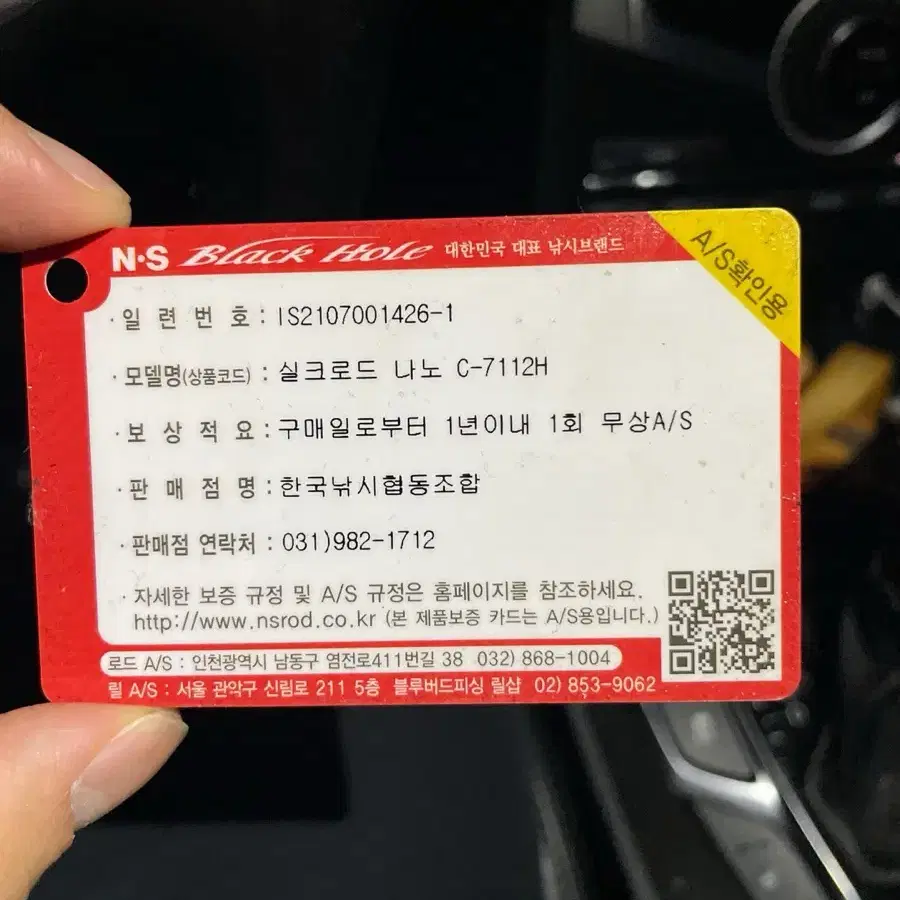 N·S Black Hole 대한민국 대표 낚시브랜드
A/S확인용
·일 련 번 호 : IS2107001426-1
·모델명(상품코드) : 실크로드 나노 C-7112H
·보 상 적 요 : 구매일로부터 1년이내 1회 무상A/S
·판 매 점 명 : 한국낚시협동조합
·판매점 연락처 : 031)982-1712
·자세한 보증 규정 및 A/S 규정은 홈페이지를 참조하세요.
http://www.nsrod.co.kr (본 제품보증 카드는 A/S용입니다.)
로드 A/S : 인천광역시 남동구 염전로411번길 38 032) 868-1004
릴 A/S : 서울 관악구 신림로 211 5층 블루버드피싱 릴샵 02) 853-9062